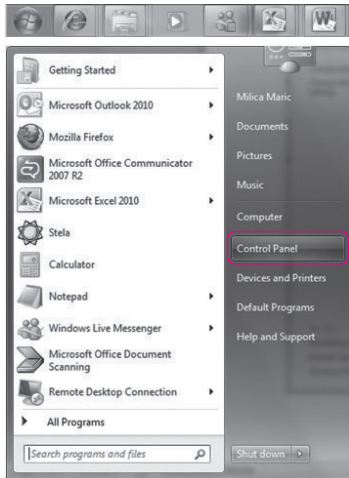 Getting Started
Microsoft Outlook 2010
Mozilla Firefox
Microsoft Office Communicator
2007 R2
Microsoft Excel 2010
Stela
Calculator
Notepad
Windows Live Messenger
Microsoft Office Document
Scanning
Remote Desktop Connection
All Programs
Search programs and files
Milica Maric
Documents
Pictures
Music
Computer
Control Panel
Devices and Printers
Default Programs
Help and Support
Shut down